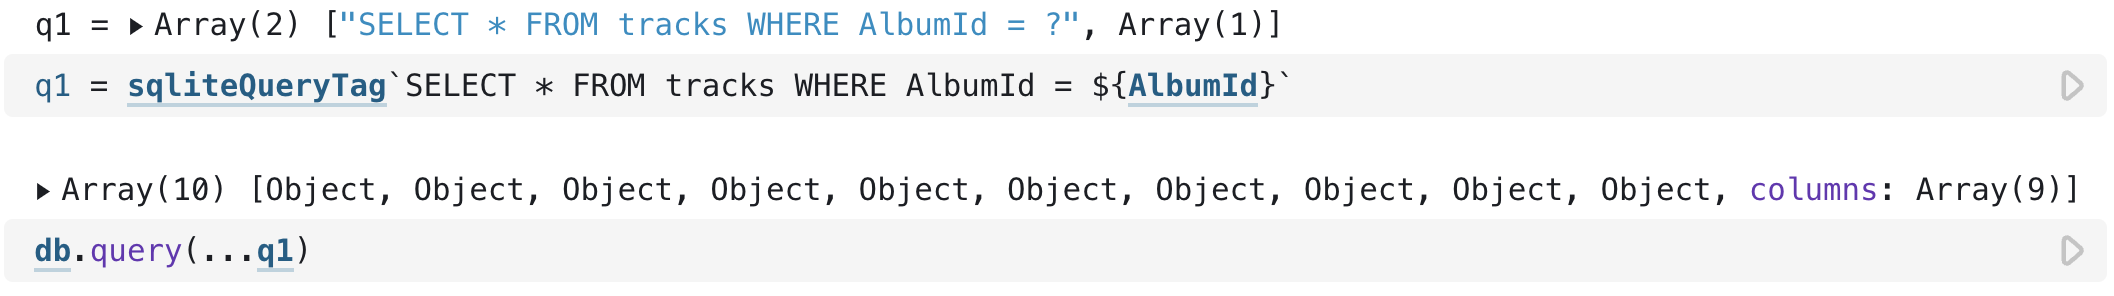 q1 = ▸Array(2) ["SELECT * FROM tracks WHERE AlbumId = ?", Array(1)]
q1 = sqliteQueryTag`SELECT * FROM tracks WHERE AlbumId = ${AlbumId}`
▸Array(10) [Object, Object, Object, Object, Object, Object, Object, Object, Object, Object, columns: Array(9)]
db.query(...q1)